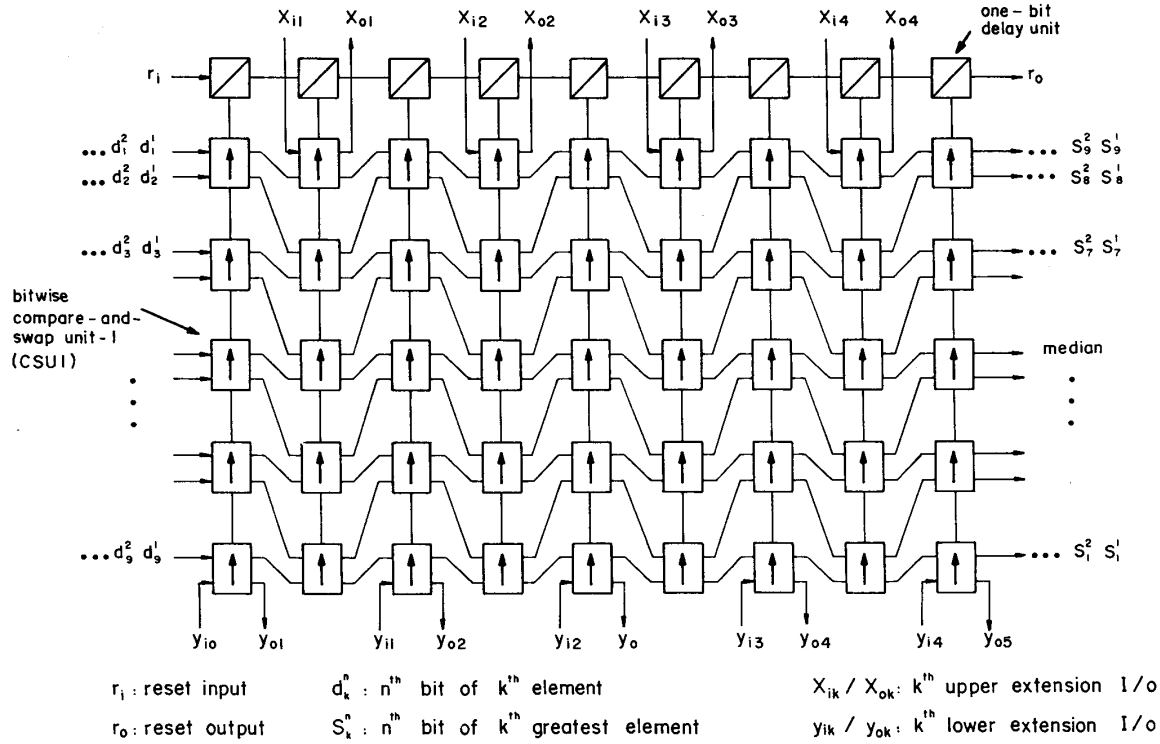 X_i1 X_o1 X_i2 X_o2 X_i3 X_o3 X_i4 X_o4
one-bit
delay unit
r_i r_o
••• d_1^2 d_1^1 ••• S_9^2 S_9^1
••• d_2^2 d_2^1 ••• S_8^2 S_8^1
••• d_3^2 d_3^1 ••• S_7^2 S_7^1
bitwise
compare-and-
swap unit-1
(CSU1)
median
••• d_9^2 d_9^1 ••• S_1^2 S_1^1
y_io y_o1 y_i1 y_o2 y_i2 y_o y_i3 y_o4 y_i4 y_o5
r_i : reset input d_k^n : n^th bit of k^th element X_ik / X_ok : k^th upper extension I/o
r_o : reset output S_k^n : n^th bit of k^th greatest element y_ik / y_ok : k^th lower extension I/o